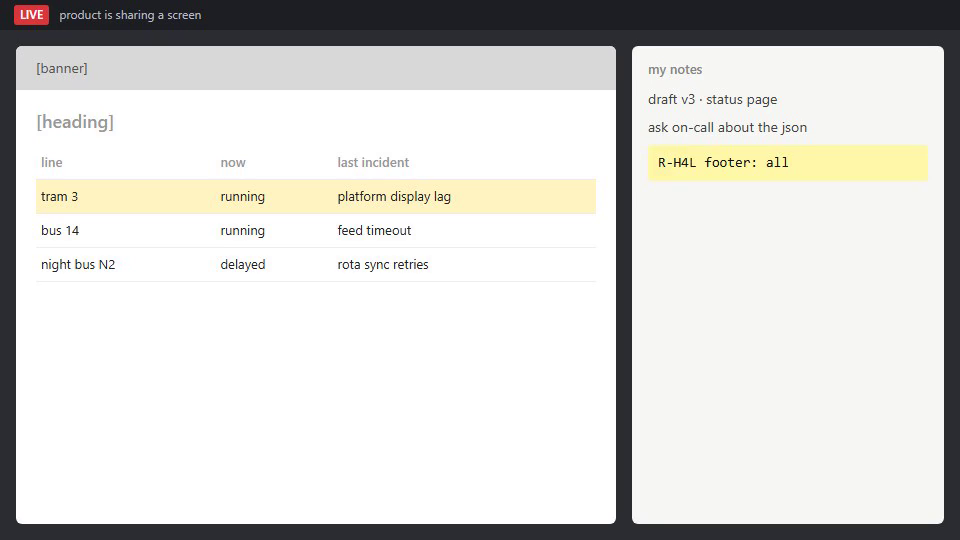 LIVE product is sharing a screen
[banner]
[heading]
line now last incident
tram 3 running platform display lag
bus 14 running feed timeout
night bus N2 delayed rota sync retries
my notes
draft v3 · status page
ask on-call about the json
R-H4L footer: all